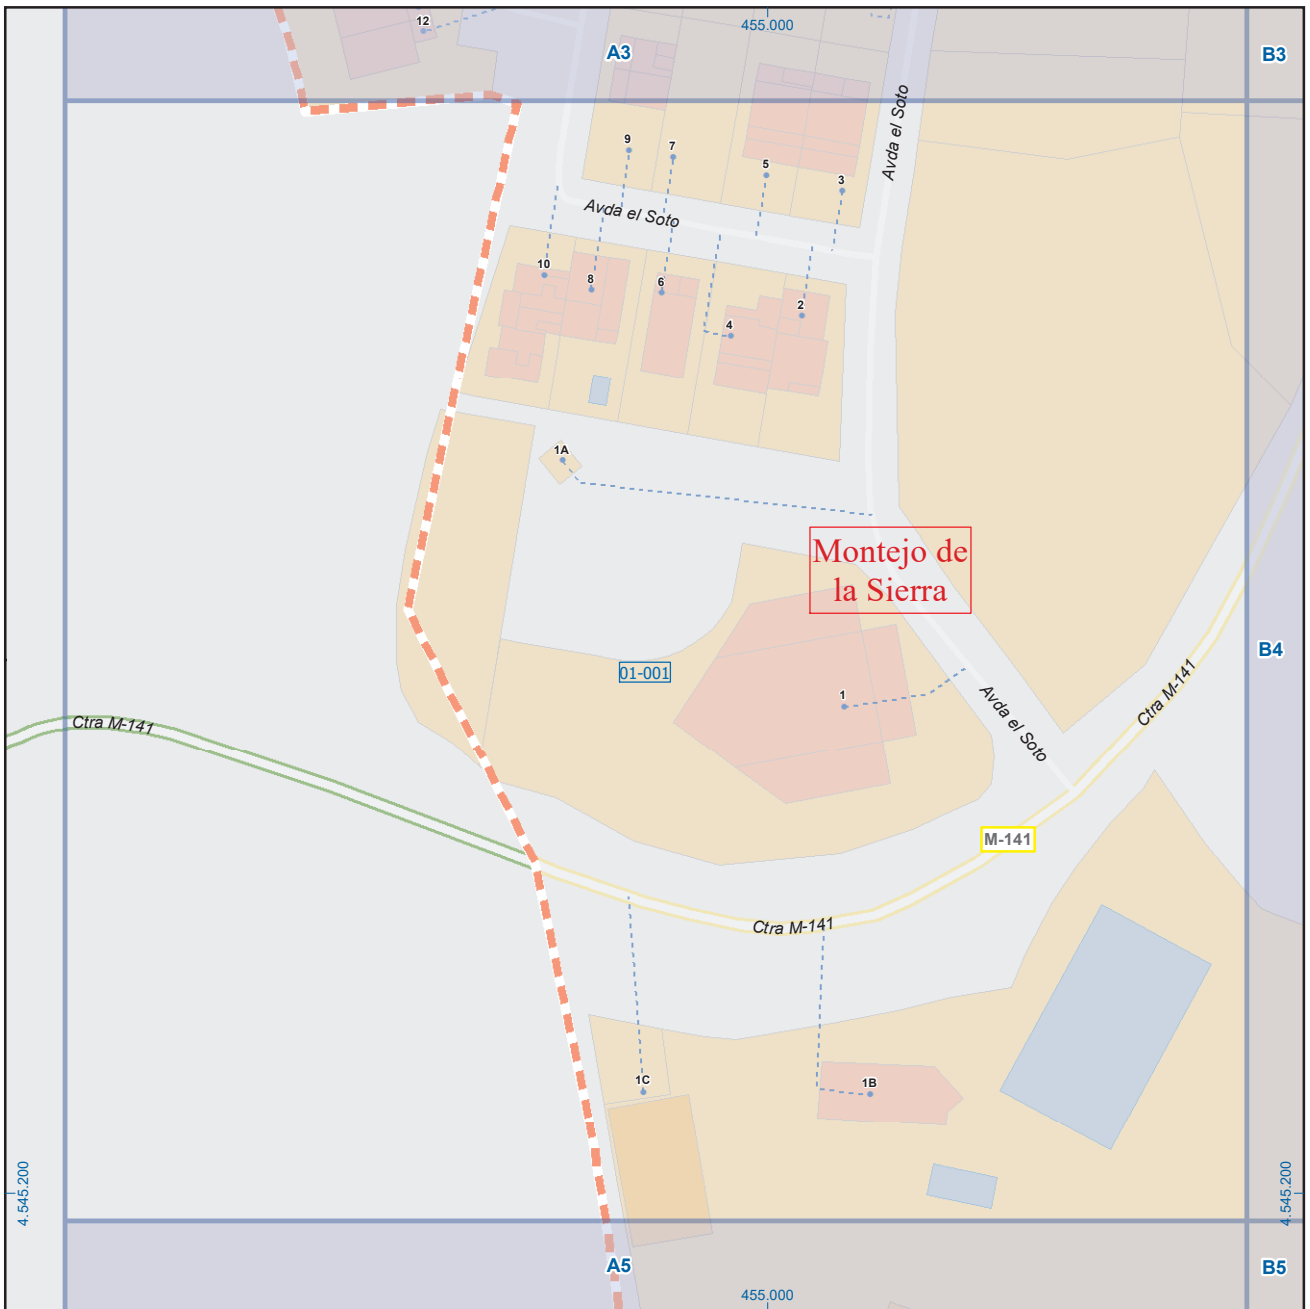 12
455.000
A3
B3
Avda el Soto
9
7
5
3
Avda el Soto
10
8
6
4
2
1A
Montejo de
la Sierra
01-001
B4
1
Ctra M-141
Avda el Soto
Ctra M-141
M-141
Ctra M-141
1C
1B
4.545.200
4.545.200
A5
B5
455.000